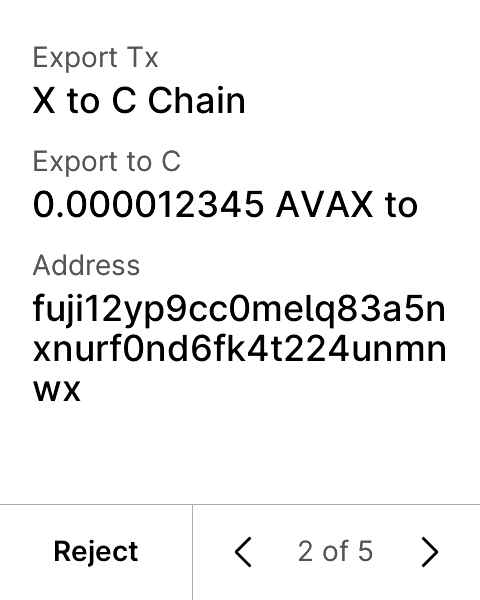 Export Tx
X to C Chain
Export to C
0.000012345 AVAX to
Address
fuji12yp9cc0melq83a5n
xnurf0nd6fk4t224unmn
wx
Reject
2 of 5